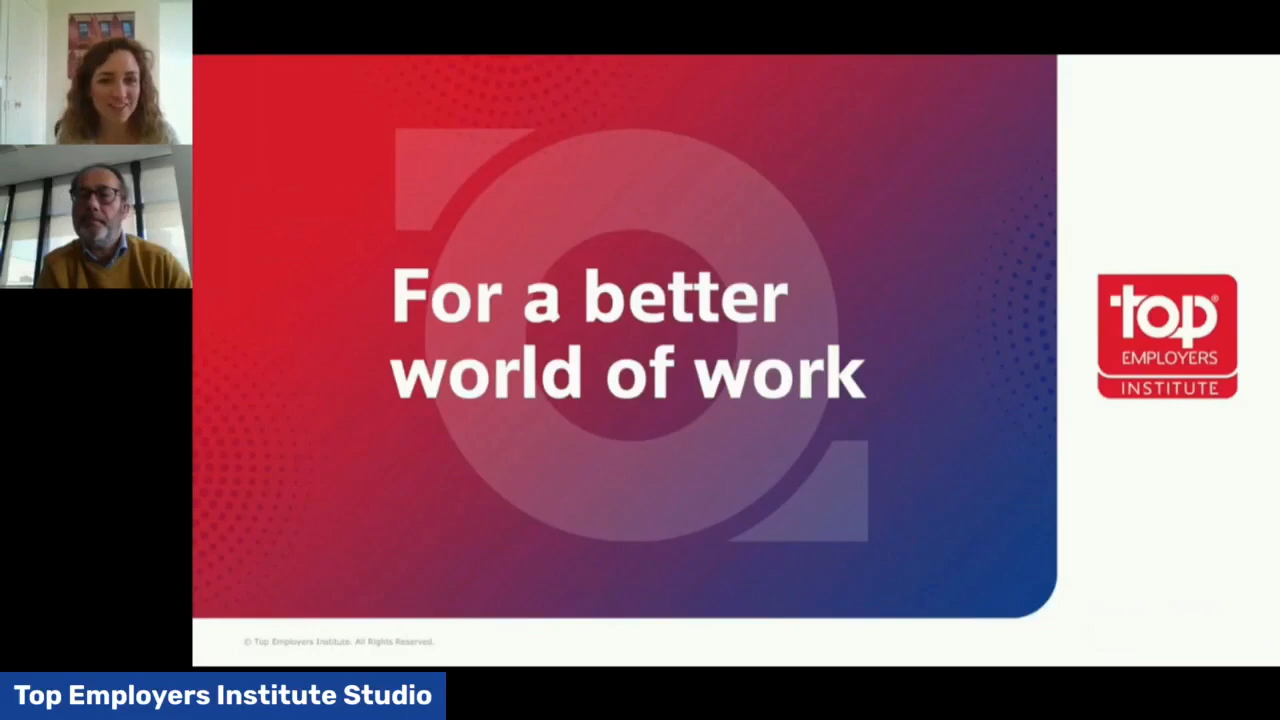 For a better
world of work
top®
EMPLOYERS
INSTITUTE
© Top Employers Institute. All Rights Reserved.
Top Employers Institute Studio